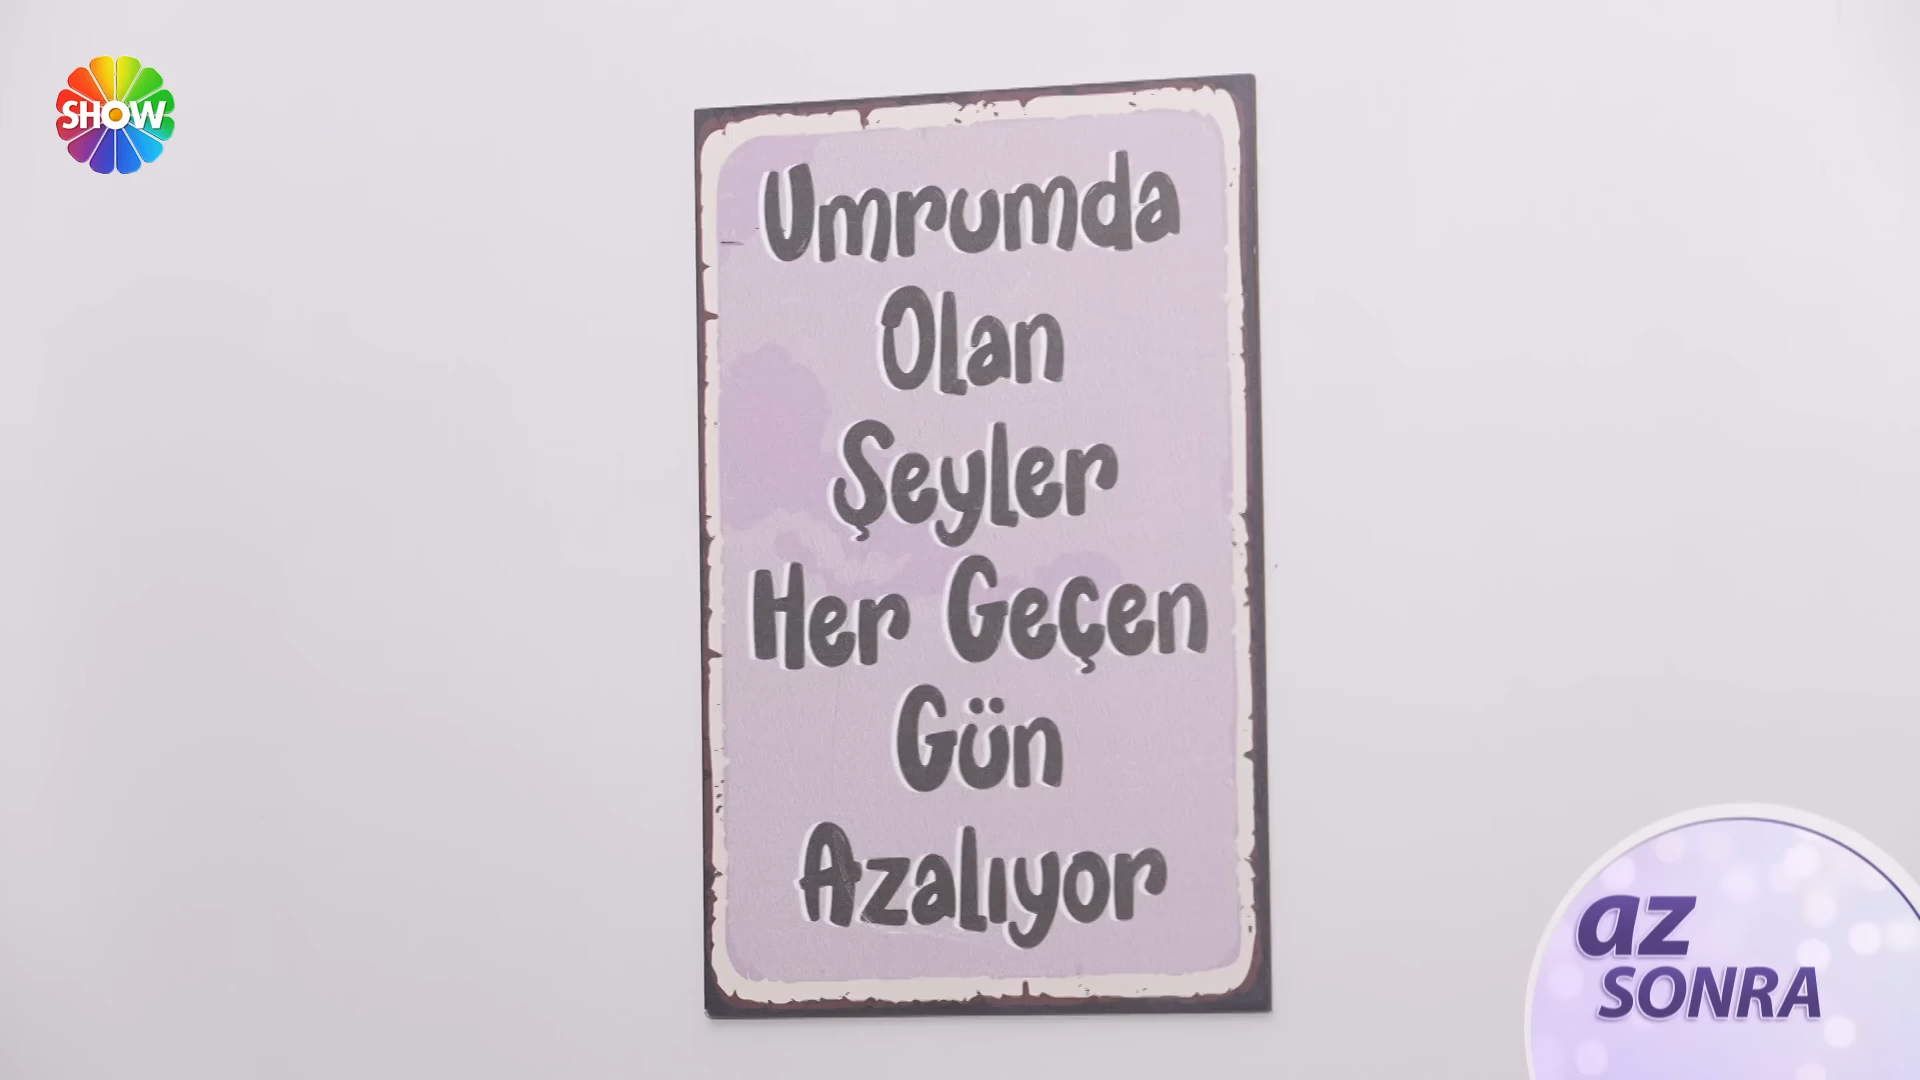 SHOW
Umrumda
Olan
Şeyler
Her Geçen
Gün
Azalıyor
az
SONRA